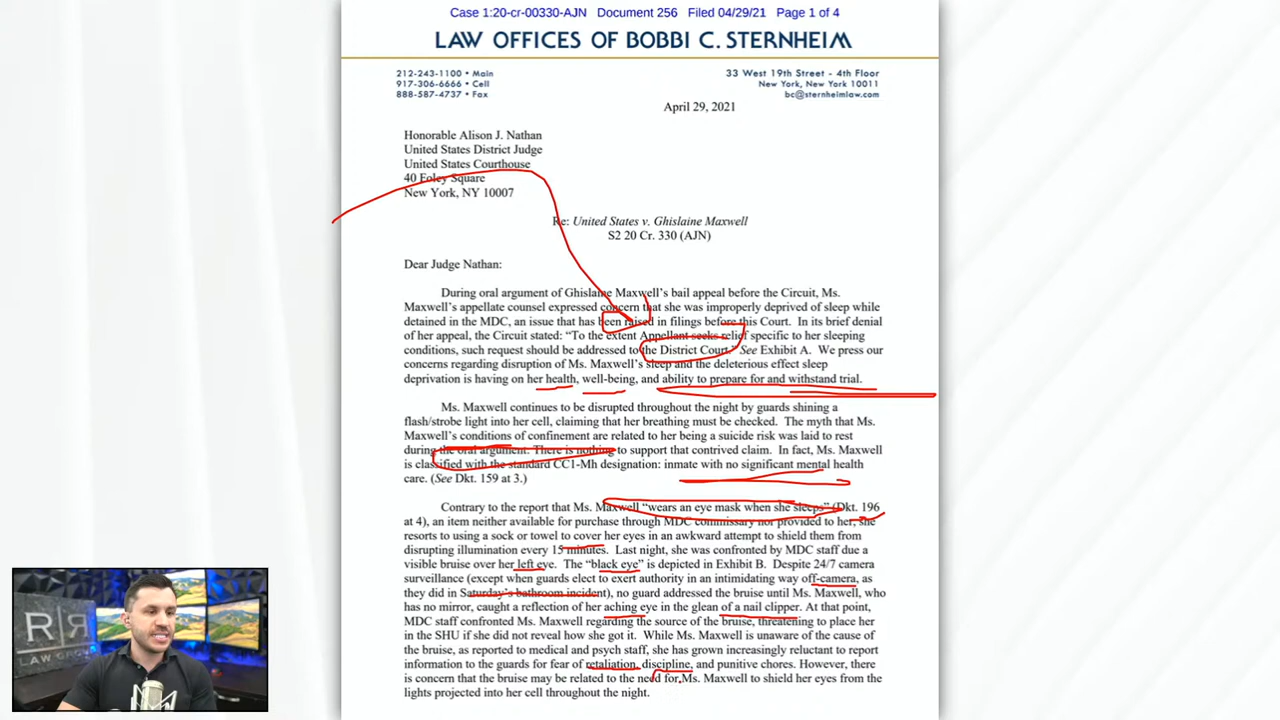 Case 1:20-cr-00330-AJN Document 256 Filed 04/29/21 Page 1 of 4
LAW OFFICES OF BOBBI C. STERNHEIM
212-243-1100 • Main
917-306-6666 • Cell
888-587-4737 • Fax
33 West 19th Street - 4th Floor
New York, New York 10011
bc@sternheimlaw.com
April 29, 2021
Honorable Alison J. Nathan
United States District Judge
United States Courthouse
40 Foley Square
New York, NY 10007
Re: United States v. Ghislaine Maxwell
S2 20 Cr. 330 (AJN)
Dear Judge Nathan:
During oral argument of Ghislaine Maxwell's bail appeal before the Circuit, Ms.
Maxwell's appellate counsel expressed concern that she was improperly deprived of sleep while
detained in the MDC, an issue that has been raised in filings before this Court. In its brief denial
of her appeal, the Circuit stated: "To the extent Appellant seeks relief specific to her sleeping
conditions, such request should be addressed to the District Court." See Exhibit A. We press our
concerns regarding disruption of Ms. Maxwell's sleep and the deleterious effect sleep
deprivation is having on her health, well-being, and ability to prepare for and withstand trial.
Ms. Maxwell continues to be disrupted throughout the night by guards shining a
flash/strobe light into her cell, claiming that her breathing must be checked. The myth that Ms.
Maxwell's conditions of confinement are related to her being a suicide risk was laid to rest
during the oral argument. There is nothing to support that contrived claim. In fact, Ms. Maxwell
is classified with the standard CC1-Mh designation: inmate with no significant mental health
care. (See Dkt. 159 at 3.)
Contrary to the report that Ms. Maxwell "wears an eye mask when she sleeps" (Dkt. 196
at 4), an item neither available for purchase through MDC commissary nor provided to her, she
resorts to using a sock or towel to cover her eyes in an awkward attempt to shield them from
disrupting illumination every 15 minutes. Last night, she was confronted by MDC staff due a
visible bruise over her left eye. The "black eye" is depicted in Exhibit B. Despite 24/7 camera
surveillance (except when guards elect to exert authority in an intimidating way off-camera, as
they did in Saturday's bathroom incident), no guard addressed the bruise until Ms. Maxwell, who
has no mirror, caught a reflection of her aching eye in the glean of a nail clipper. At that point,
MDC staff confronted Ms. Maxwell regarding the source of the bruise, threatening to place her
in the SHU if she did not reveal how she got it. While Ms. Maxwell is unaware of the cause of
the bruise, as reported to medical and psych staff, she has grown increasingly reluctant to report
information to the guards for fear of retaliation, discipline, and punitive chores. However, there
is concern that the bruise may be related to the need for Ms. Maxwell to shield her eyes from the
lights projected into her cell throughout the night.
R R
LAW GROUP